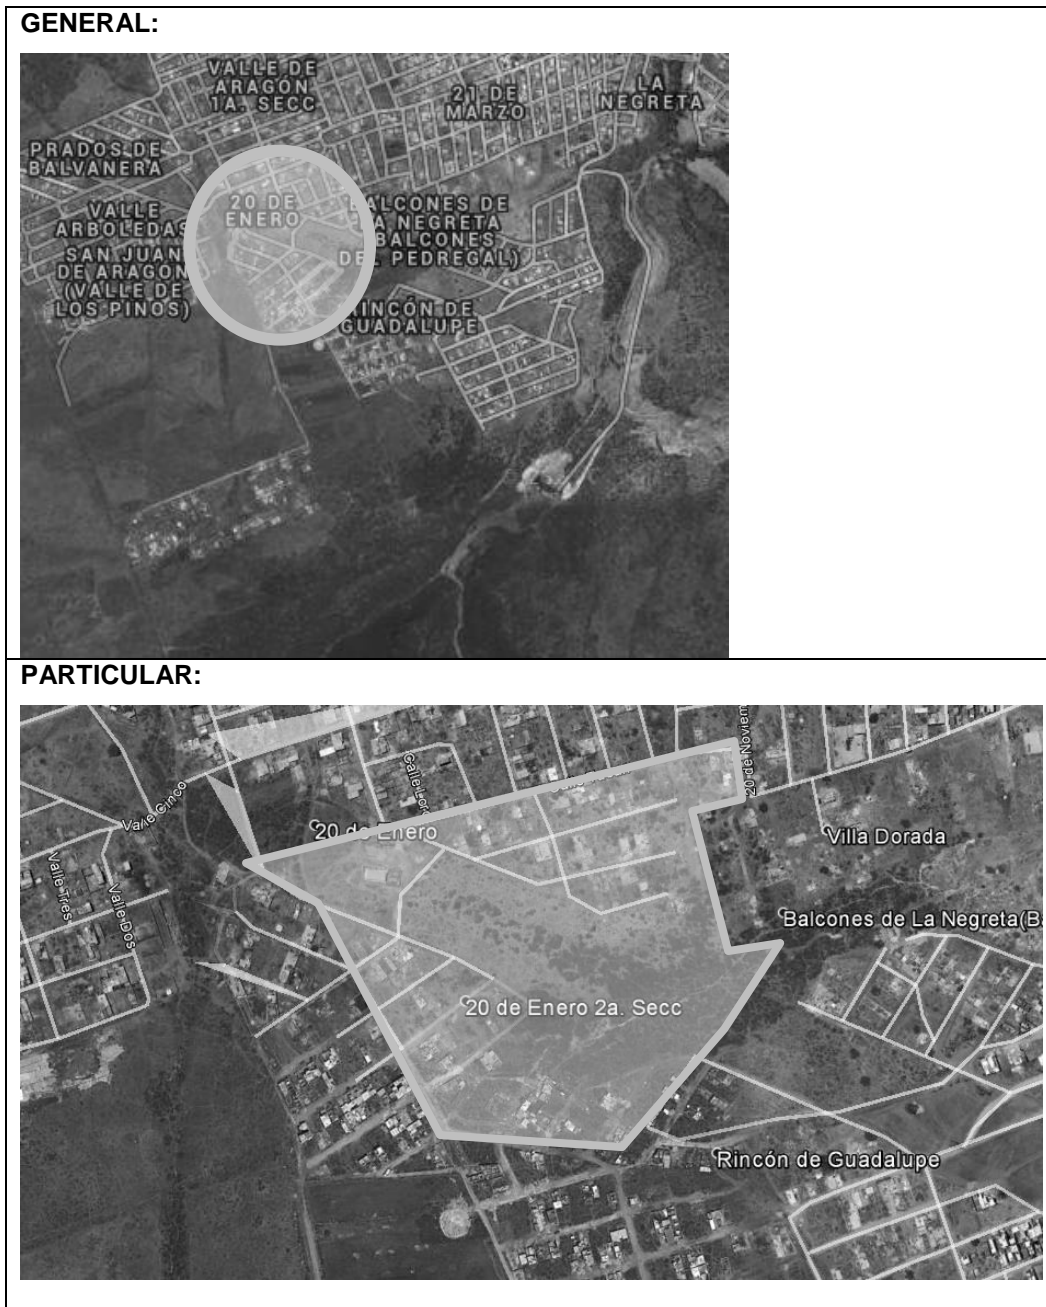 GENERAL:
VALLE DE
ARAGÓN
1A. SECC
21 DE
MARZO
LA
NEGRETA
PRADOS DE
BALVANERA
20 DE
ENERO
VALLE
ARBOLEDAS
BALCONES DE
LA NEGRETA
(BALCONES
DEL PEDREGAL)
SAN JUAN
DE ARAGÓN
(VALLE DE
LOS PINOS)
RINCÓN DE
GUADALUPE
PARTICULAR:
20 de Noviem
Calle Lor
Valle Cinco
20 de Enero
Villa Dorada
Valle Tres
Valle Dos
Balcones de La Negreta(Ba
20 de Enero 2a. Secc
Rincón de Guadalupe